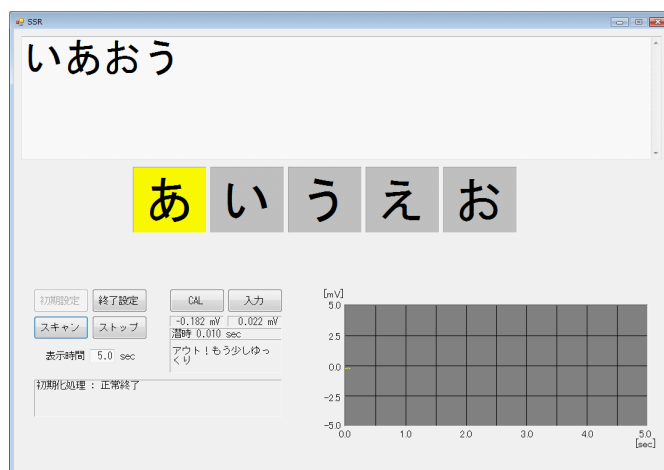 SSR
いあおう
あ い う え お
初期設定 終了設定 CAL 入力
スキャン ストップ -0.182 mV 0.022 mV
潜時 0.010 sec
表示時間 5.0 sec
アウト！もう少しゆっ
くり
初期化処理 : 正常終了
[mV]
5.0
2.5
0.0
-2.5
-5.0
0.0 1.0 2.0 3.0 4.0 5.0
[sec]